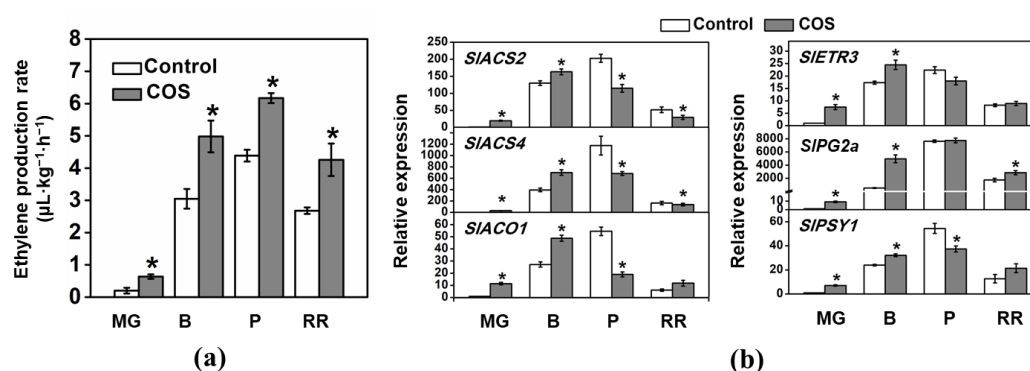 Ethylene production rate
(μL·kg⁻¹·h⁻¹)
8
7
6
5
4
3
2
1
0
Control
COS
*
*
*
*
MG
B
P
RR
(a)
Control
COS
Relative expression
250
200
150
100
50
0
SlACS2
*
*
*
*
1200
1000
800
600
400
200
0
SlACS4
*
*
*
*
60
50
40
30
20
10
0
SlACO1
*
*
*
MG
B
P
RR
Relative expression
30
25
20
15
10
5
0
SlETR3
*
*
8000
6000
4000
2000
10
0
SlPG2a
*
*
*
60
40
20
0
SlPSY1
*
*
*
MG
B
P
RR
(b)